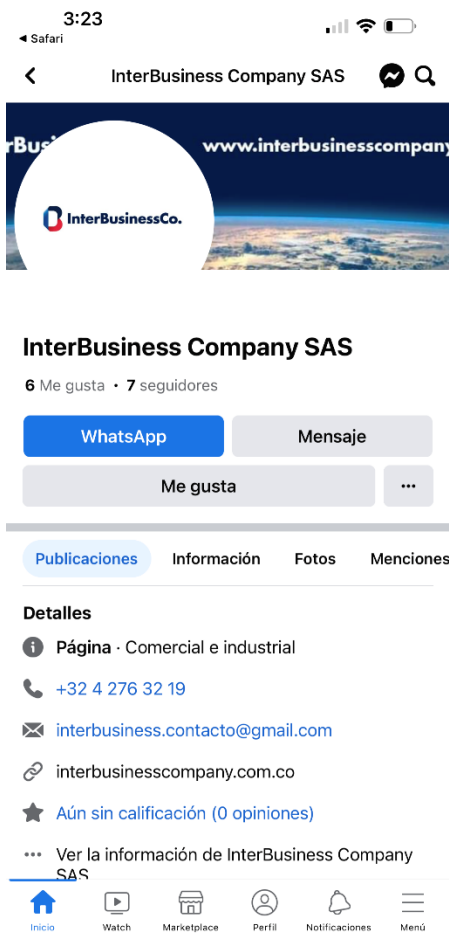 3:23
◀ Safari
InterBusiness Company SAS
rBus
www.interbusinesscompany
InterBusinessCo.
InterBusiness Company SAS
6 Me gusta • 7 seguidores
WhatsApp
Mensaje
Me gusta
...
Publicaciones
Información
Fotos
Menciones
Detalles
Página · Comercial e industrial
+32 4 276 32 19
interbusiness.contacto@gmail.com
interbusinesscompany.com.co
Aún sin calificación (0 opiniones)
Ver la información de InterBusiness Company
SAS
Inicio
Watch
Marketplace
Perfil
Notificaciones
Menú